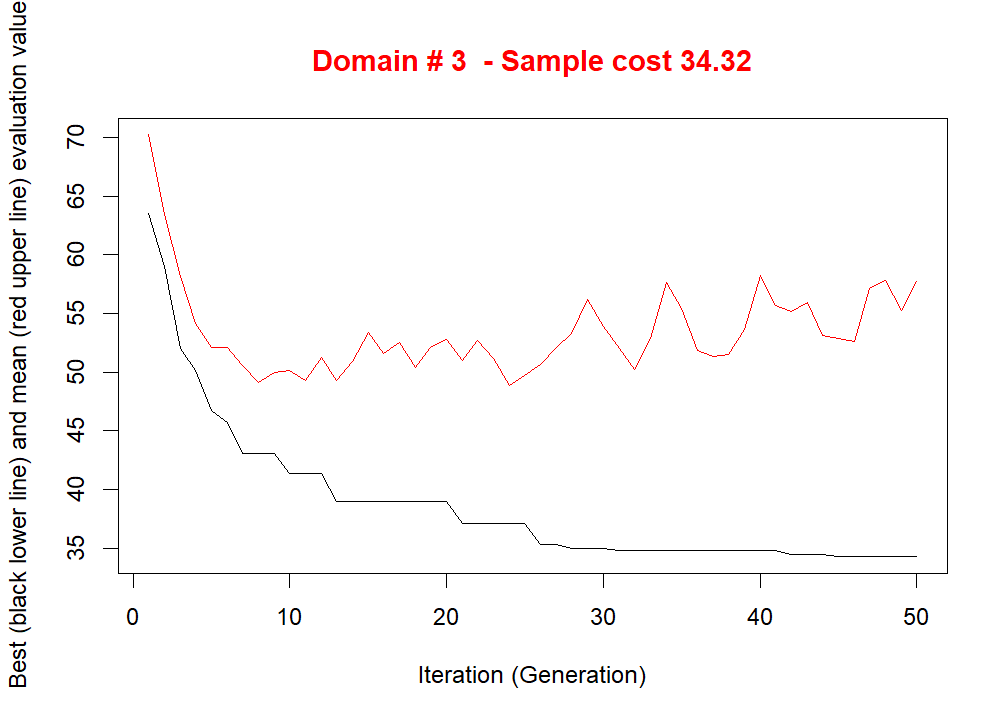 Domain # 3  - Sample cost 34.32
Best (black lower line) and mean (red upper line) evaluation value
70
65
60
55
50
45
40
35
0 10 20 30 40 50
Iteration (Generation)